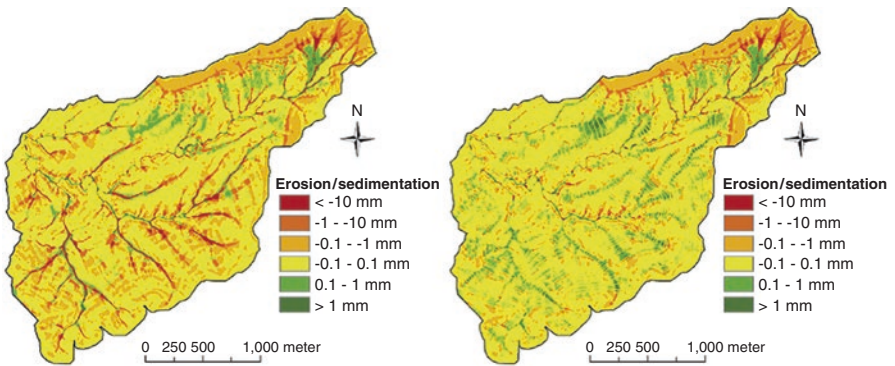 N
Erosion/sedimentation
< -10 mm
-1 - -10 mm
-0.1 - -1 mm
-0.1 - 0.1 mm
0.1 - 1 mm
> 1 mm
0 250 500 1,000 meter
N
Erosion/sedimentation
< -10 mm
-1 - -10 mm
-0.1 - -1 mm
-0.1 - 0.1 mm
0.1 - 1 mm
> 1 mm
0 250 500 1,000 meter